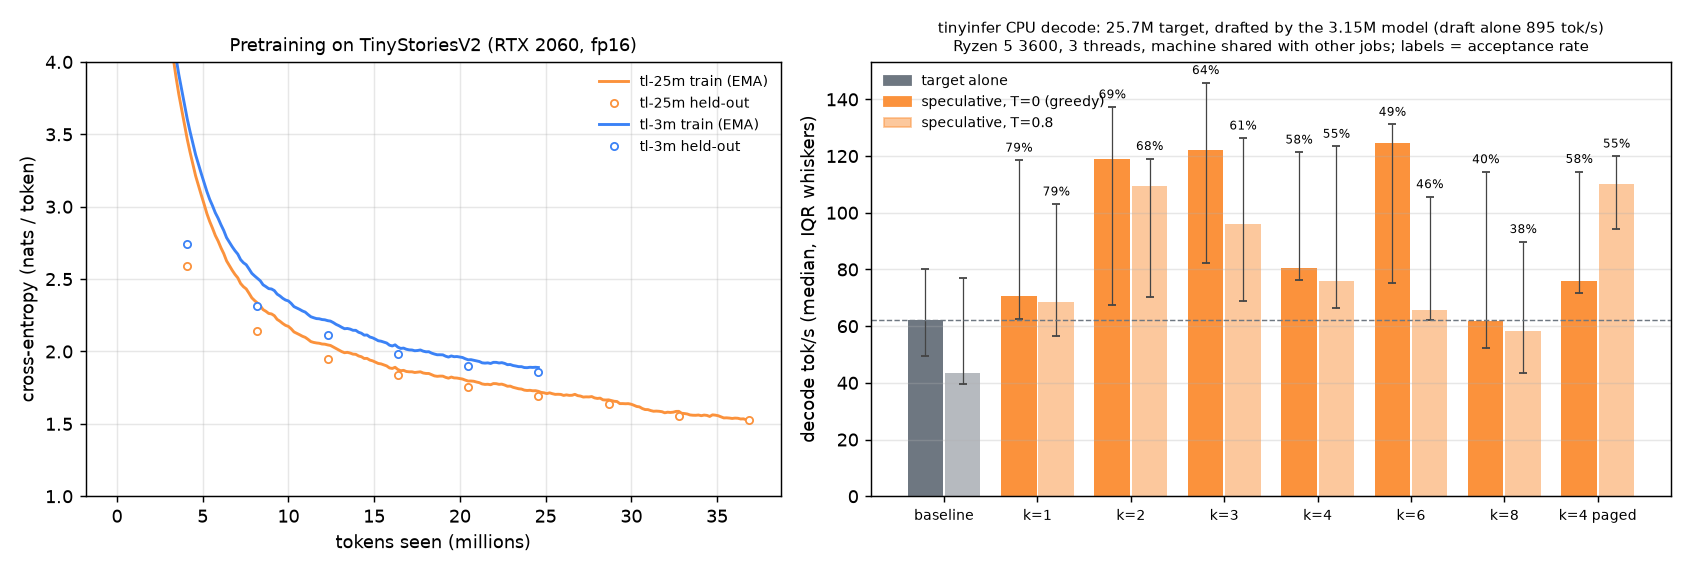 Pretraining on TinyStoriesV2 (RTX 2060, fp16)
cross-entropy (nats / token)
4.0
3.5
3.0
2.5
2.0
1.5
1.0
tl-25m train (EMA)
tl-25m held-out
tl-3m train (EMA)
tl-3m held-out
0 5 10 15 20 25 30 35
tokens seen (millions)
tinyinfer CPU decode: 25.7M target, drafted by the 3.15M model (draft alone 895 tok/s)
Ryzen 5 3600, 3 threads, machine shared with other jobs; labels = acceptance rate
decode tok/s (median, IQR whiskers)
140
120
100
80
60
40
20
0
target alone
speculative, T=0 (greedy)
speculative, T=0.8
79% 79% 69% 68% 64% 61% 58% 55% 49% 46% 40% 38% 58% 55%
baseline k=1 k=2 k=3 k=4 k=6 k=8 k=4 paged